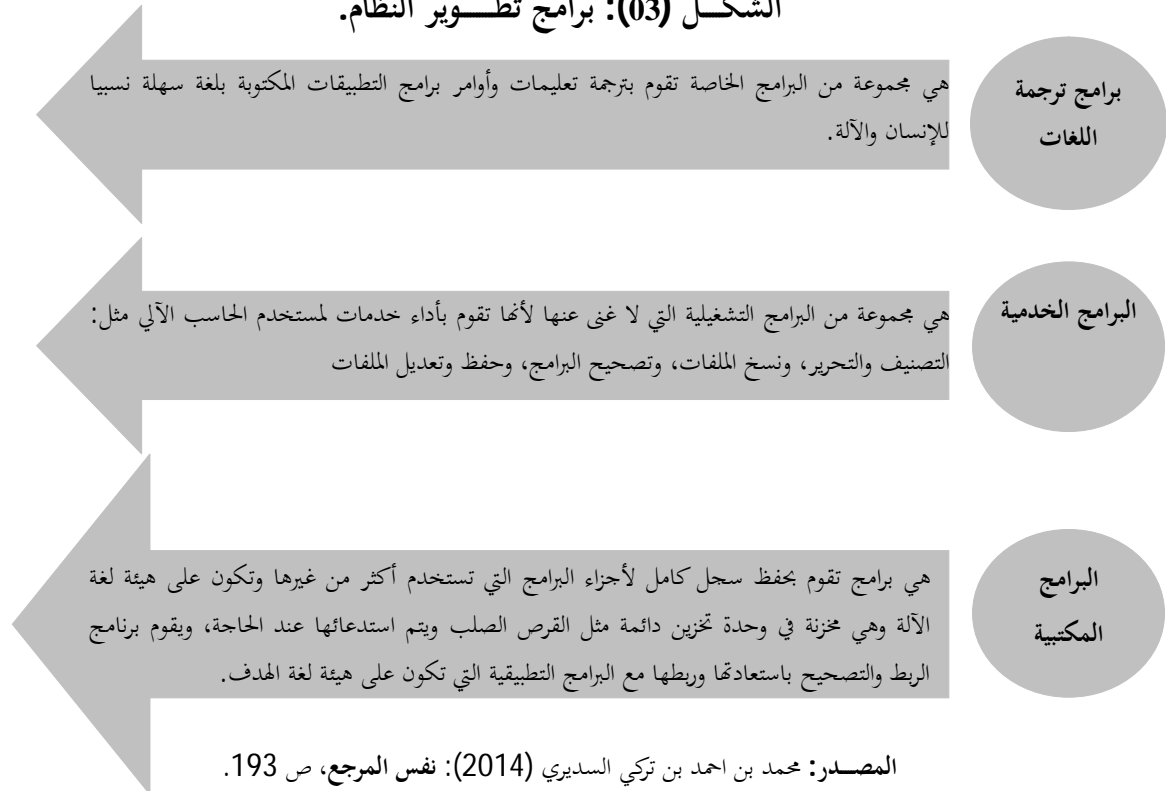 الشكـــل (03): برامج تطـــــوير النظام.
برامج ترجمة
اللغات
هي مجموعة من البرامج الخاصة تقوم بترجمة تعليمات وأوامر برامج التطبيقات المكتوبة بلغة سهلة نسبيا
للإنسان والآلة.
البرامج الخدمية
هي مجموعة من البرامج التشغيلية التي لا غنى عنها لأنها تقوم بأداء خدمات لمستخدم الحاسب الآلي مثل:
التصنيف والتحرير، ونسخ الملفات، وتصحيح البرامج، وحفظ وتعديل الملفات
البرامج
المكتبية
هي برامج تقوم بحفظ سجل كامل لأجزاء البرامج التي تستخدم أكثر من غيرها وتكون على هيئة لغة
الآلة وهي مخزنة في وحدة تخزين دائمة مثل القرص الصلب ويتم استدعائها عند الحاجة، ويقوم برنامج
الربط والتصحيح باستعادتها وربطها مع البرامج التطبيقية التي تكون على هيئة لغة الهدف.
المصـــدر: محمد بن احمد بن تركي السديري (2014): نفس المرجع، ص 193.